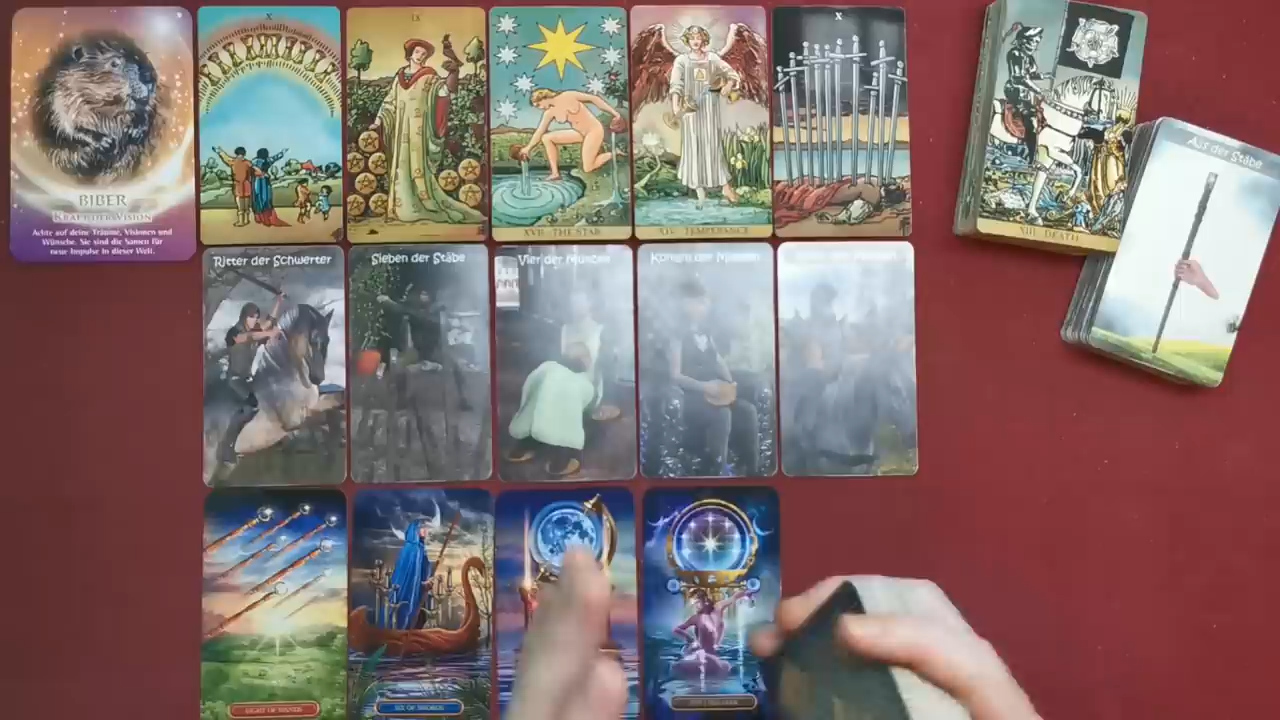 BIBER
KRAFT DER VISION
Achte auf deine Träume, Visionen und
Wünsche. Sie sind die Samen für
neue Impulse in dieser Welt.
X
IX
XVII THE STAR
XIV TEMPERANCE
X
XIII DEATH
Ass der Stäbe
Ritter der Schwerter
Sieben der Stäbe
Vier der Münzen
König der Münzen
EIGHT OF WANDS
SIX OF SWORDS